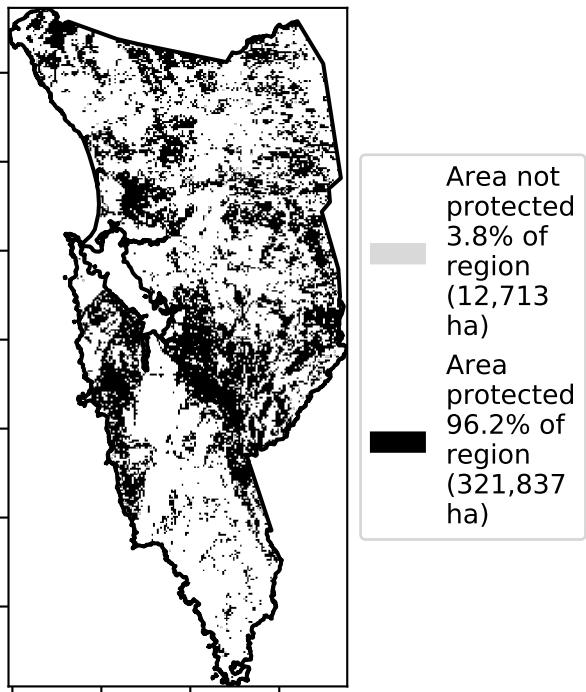 Area not
protected
3.8% of
region
(12,713
ha)
Area
protected
96.2% of
region
(321,837
ha)